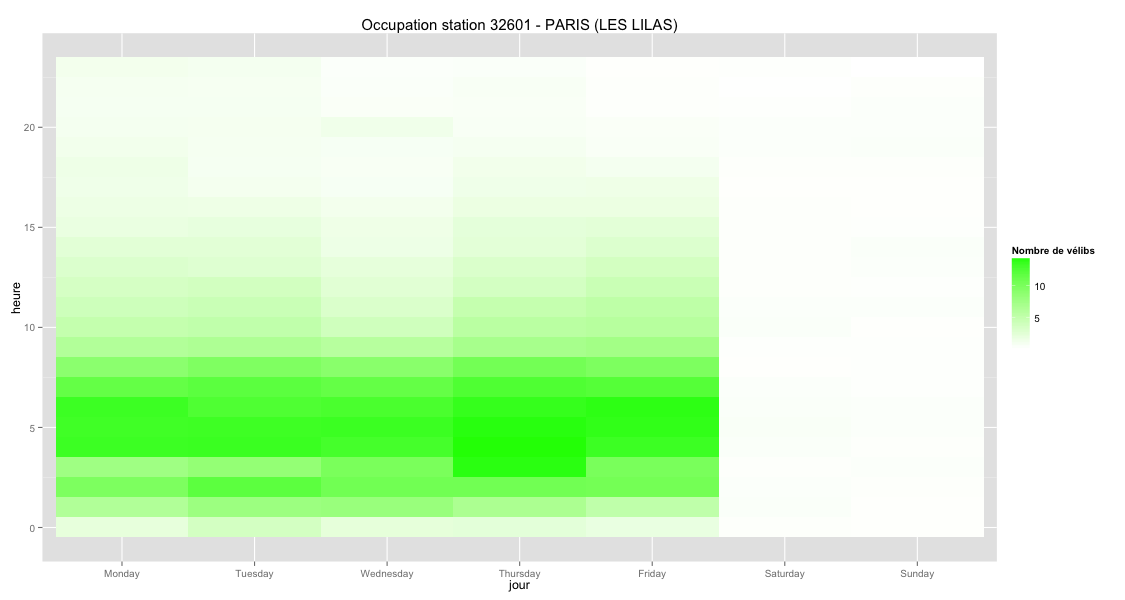 Occupation station 32601 - PARIS (LES LILAS)
heure
20
15
10
5
0
Monday Tuesday Wednesday Thursday Friday Saturday Sunday
jour
Nombre de vélibs
10
5